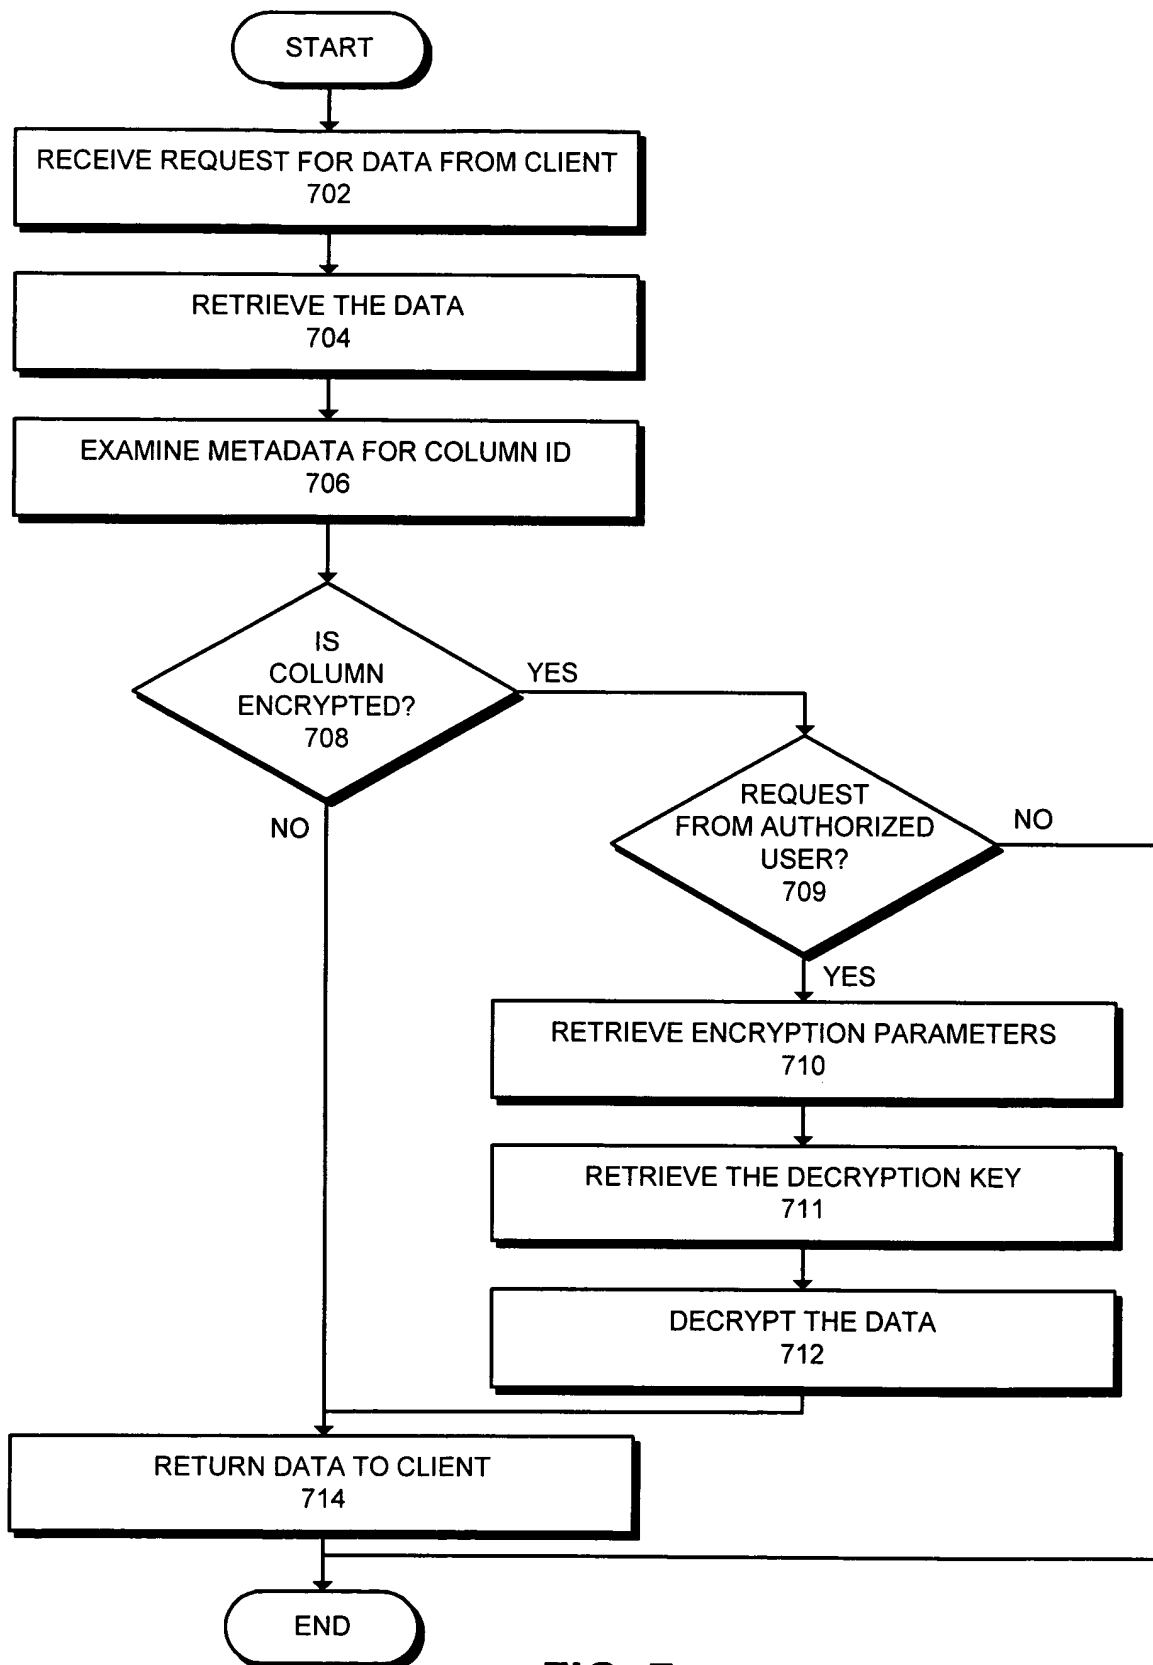 START
RECEIVE REQUEST FOR DATA FROM CLIENT
702
RETRIEVE THE DATA
704
EXAMINE METADATA FOR COLUMN ID
706
IS
COLUMN
ENCRYPTED?
708
YES
NO
REQUEST
FROM AUTHORIZED
USER?
709
NO
YES
RETRIEVE ENCRYPTION PARAMETERS
710
RETRIEVE THE DECRYPTION KEY
711
DECRYPT THE DATA
712
RETURN DATA TO CLIENT
714
END